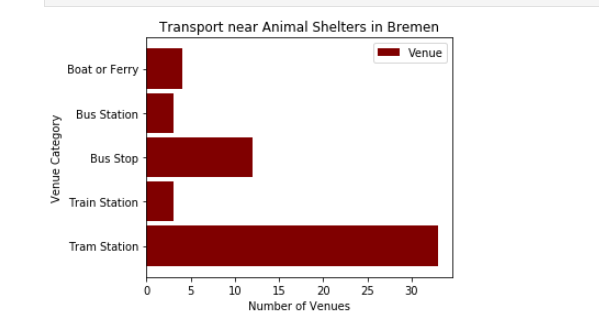 Transport near Animal Shelters in Bremen
Venue
Boat or Ferry
Bus Station
Bus Stop
Train Station
Tram Station
Venue Category
0 5 10 15 20 25 30
Number of Venues